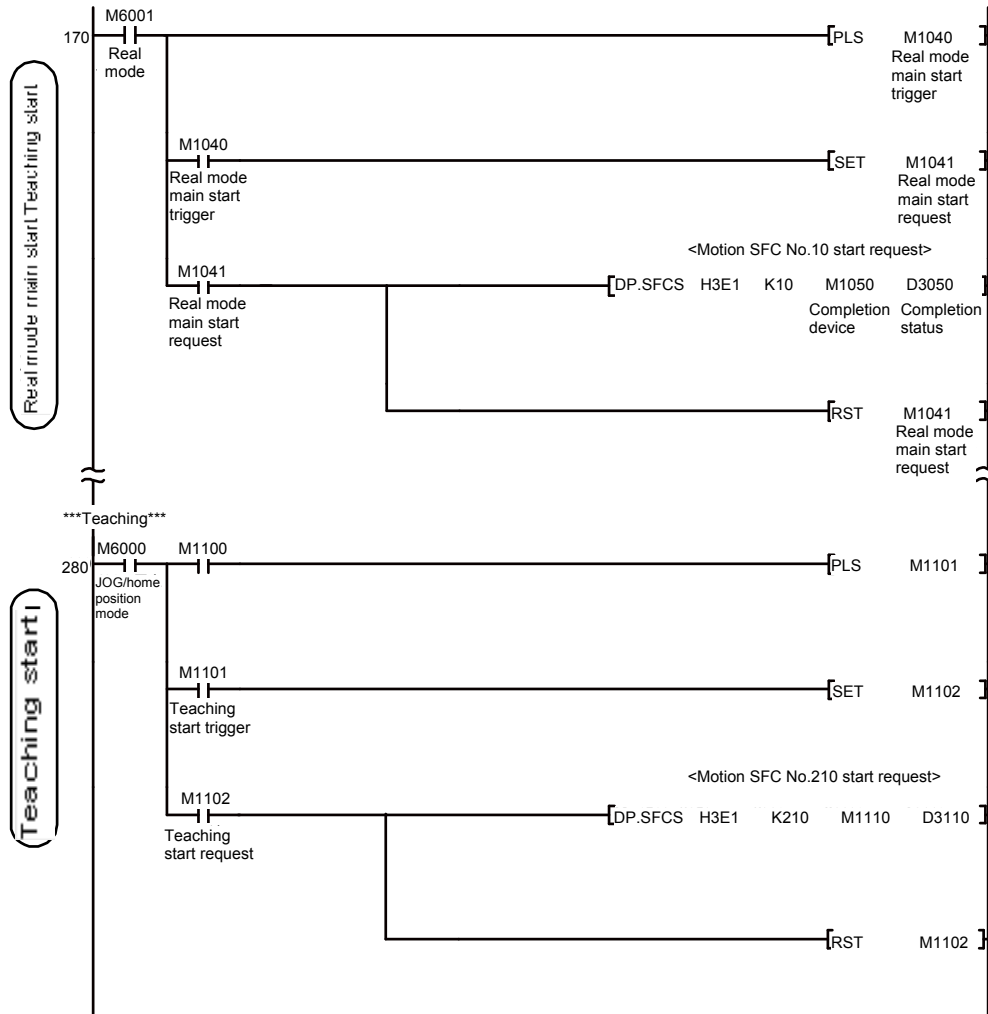 M6001
170
Real
mode
PLS M1040
Real mode
main start
trigger
M1040
Real mode
main start
trigger
SET M1041
Real mode
main start
request
<Motion SFC No.10 start request>
M1041
Real mode
main start
request
DP.SFCS H3E1 K10 M1050 D3050
Completion
device
Completion
status
RST M1041
Real mode
main start
request
Real mode main start Teaching start
***Teaching***
M6000 M1100
280
JOG/home
position
mode
PLS M1101
M1101
Teaching
start trigger
SET M1102
<Motion SFC No.210 start request>
M1102
Teaching
start request
DP.SFCS H3E1 K210 M1110 D3110
RST M1102
Teaching start